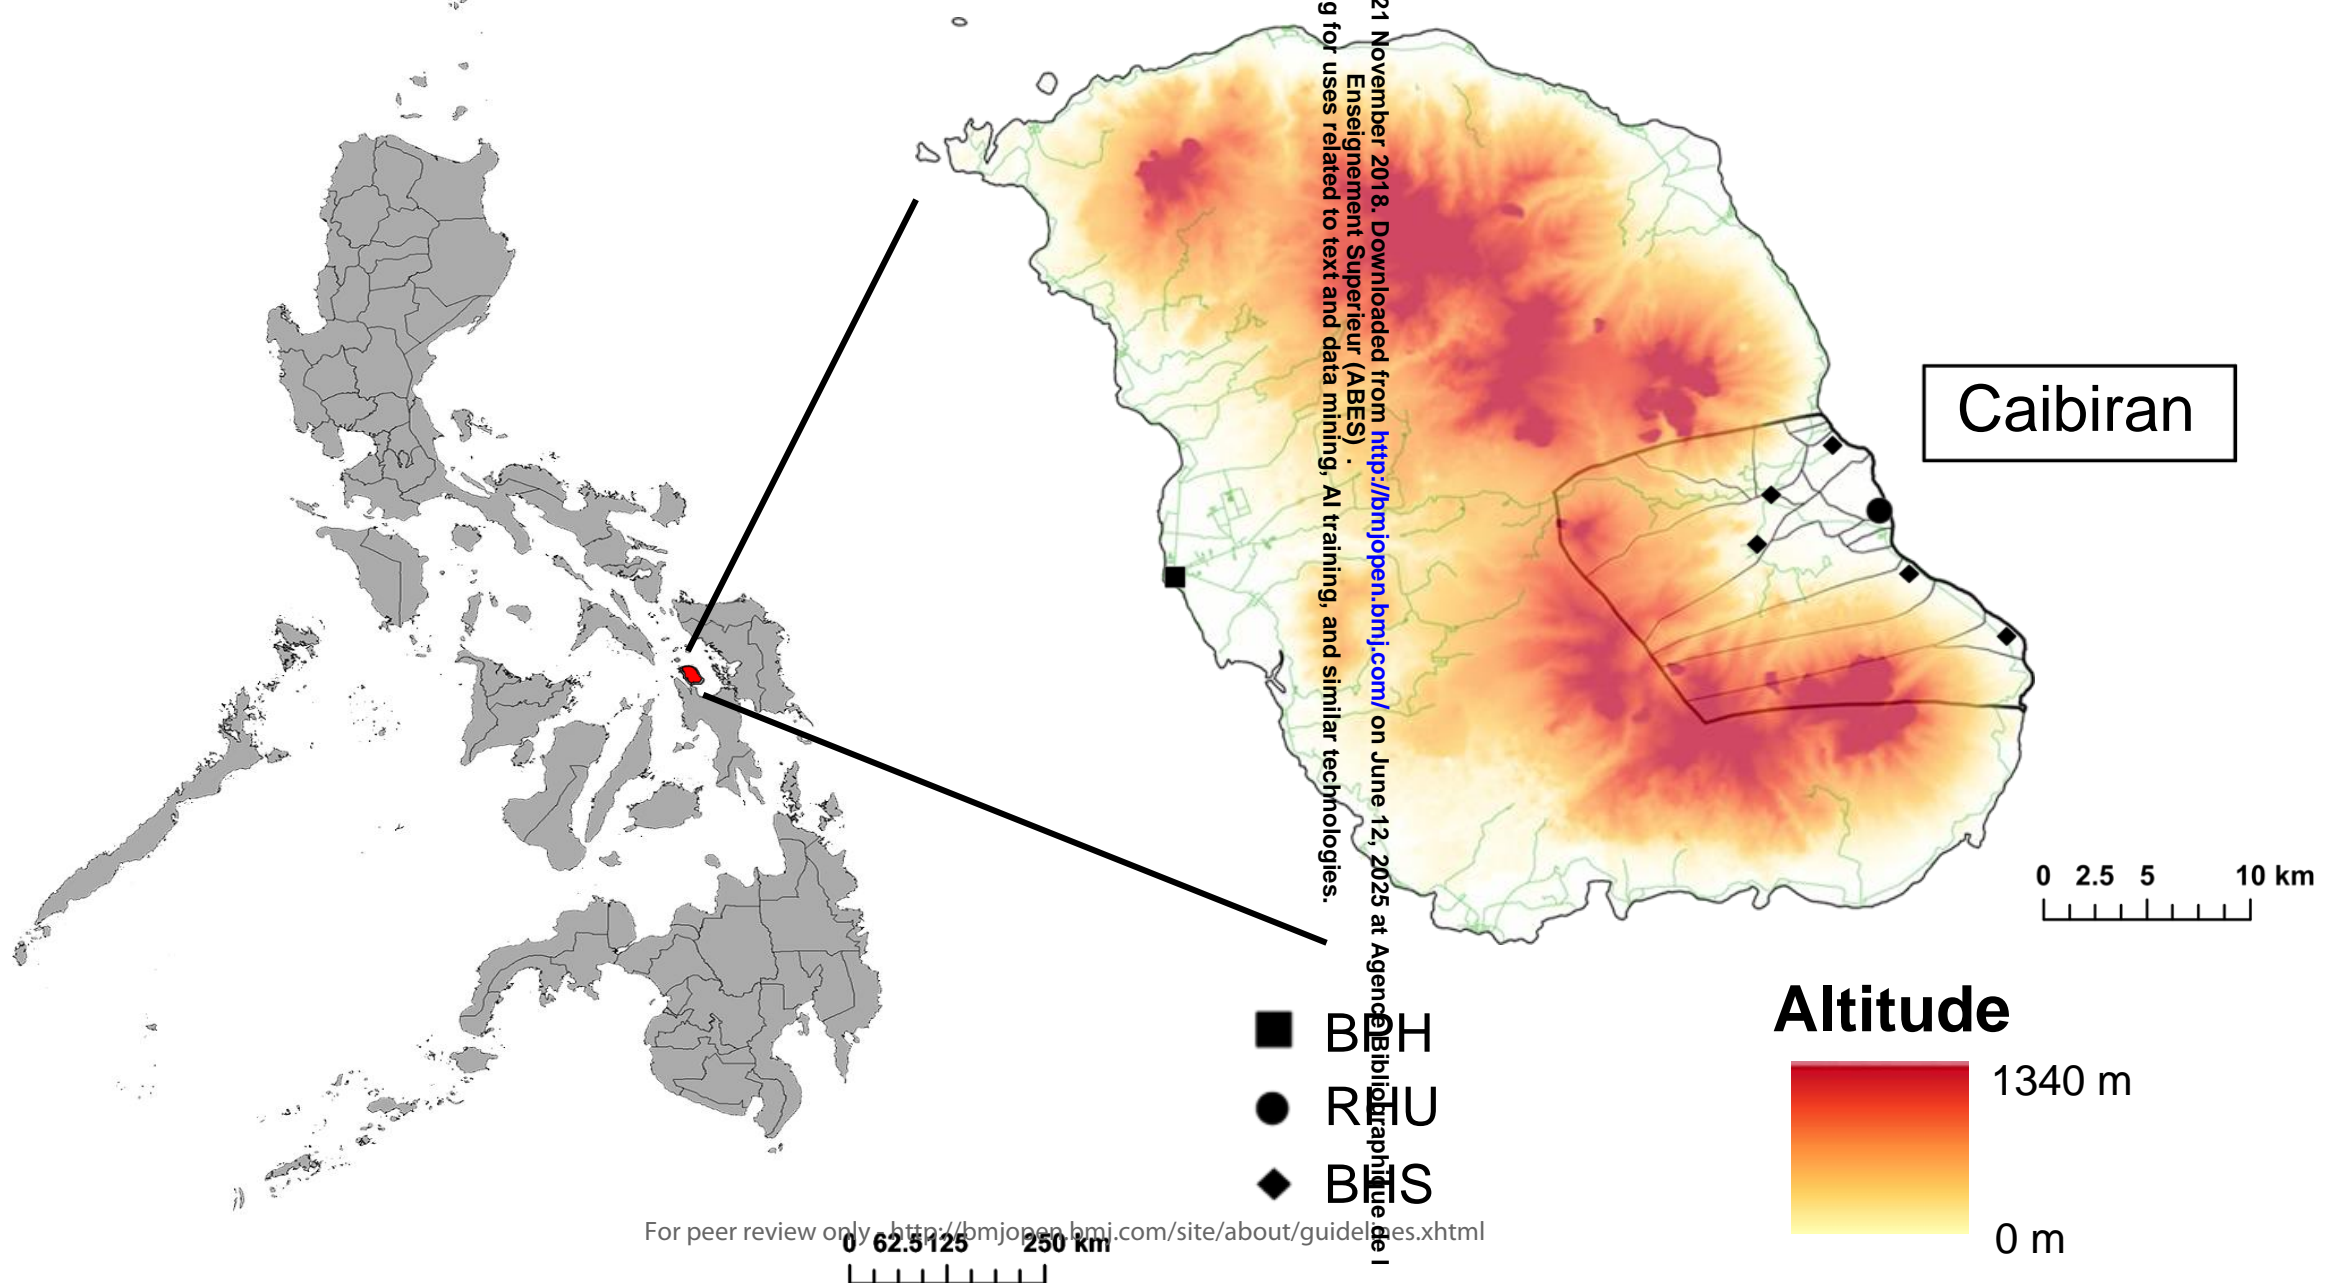 21 November 2018. Downloaded from http://bmjopen.bmj.com/ on June 12, 2025 at Agence Bibliographique de l
Enseignement Superieur (ABES) .
g for uses related to text and data mining, AI training, and similar technologies.
Caibiran
0 2.5 5 10 km
BPH
RHU
BHS
Altitude
1340 m
0 m
For peer review only - http://bmjopen.bmj.com/site/about/guidelines.xhtml
0 62.5 125 250 km